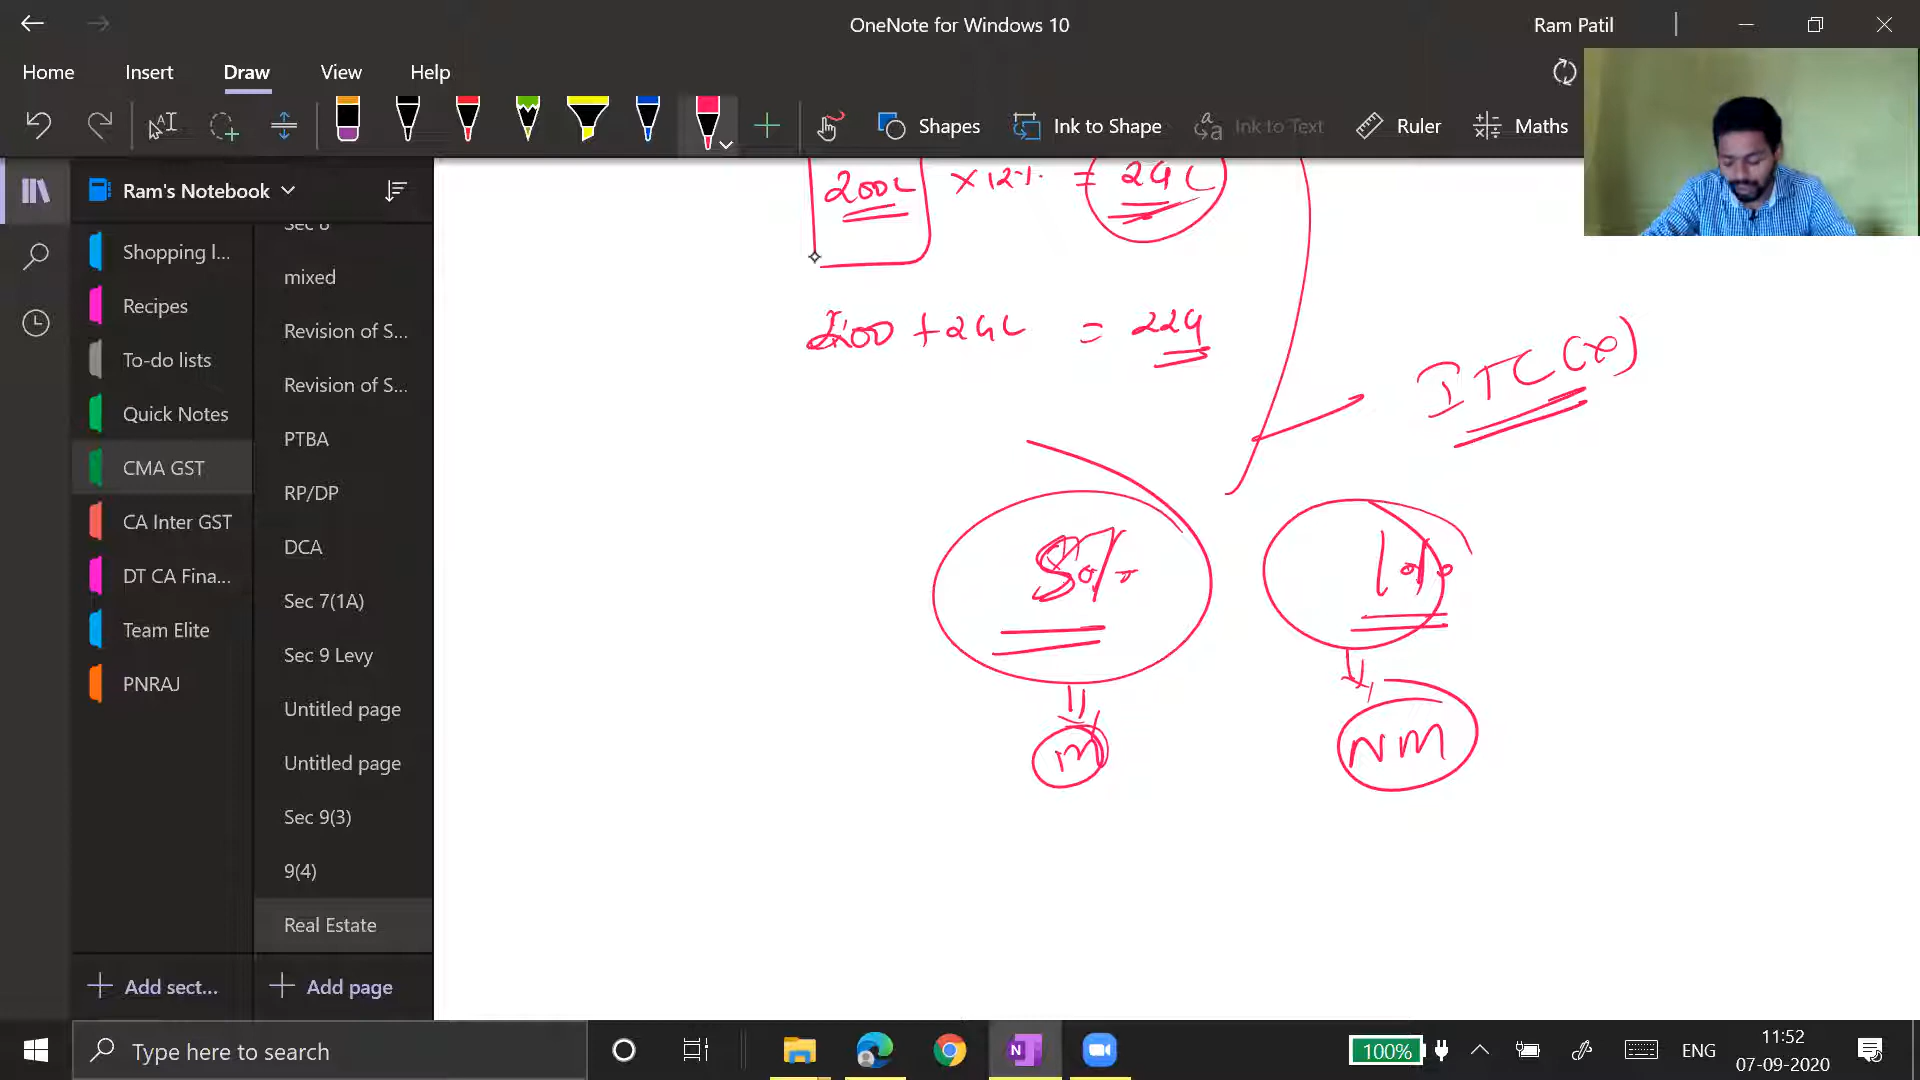 OneNote for Windows 10
Ram Patil
Home Insert Draw View Help
Shapes Ink to Shape Ink to Text Ruler Maths
Ram's Notebook
Shopping l...
Recipes
To-do lists
Quick Notes
CMA GST
CA Inter GST
DT CA Fina...
Team Elite
PNRAJ
Add sect...
Sec 8
mixed
Revision of S...
Revision of S...
PTBA
RP/DP
DCA
Sec 7(1A)
Sec 9 Levy
Untitled page
Untitled page
Sec 9(3)
9(4)
Real Estate
Add page
200L × 12% = 24L
200 + 24L = 224
ITC (x)
5% 1%
M NM
Type here to search
100%
ENG
11:52
07-09-2020